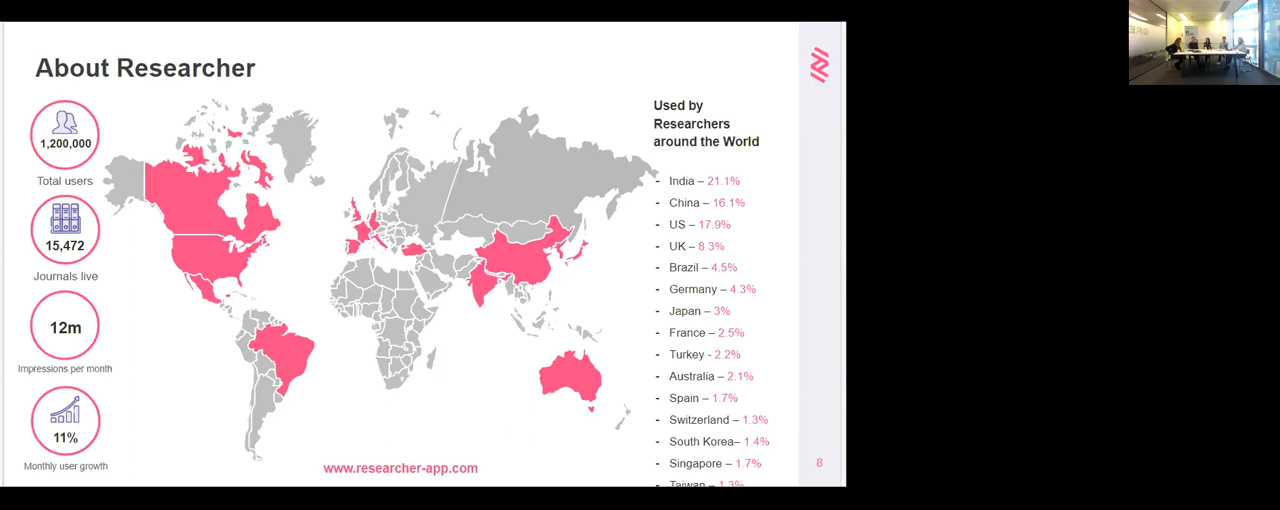 About Researcher
1,200,000
Total users
15,472
Journals live
12m
Impressions per month
11%
Monthly user growth
www.researcher-app.com
Used by
Researchers
around the World
- India – 21.1%
- China – 16.1%
- US – 17.9%
- UK – 8.3%
- Brazil – 4.5%
- Germany – 4.3%
- Japan – 3%
- France – 2.5%
- Turkey - 2.2%
- Australia – 2.1%
- Spain – 1.7%
- Switzerland – 1.3%
- South Korea– 1.4%
- Singapore – 1.7%
- Taiwan – 1.3%
8